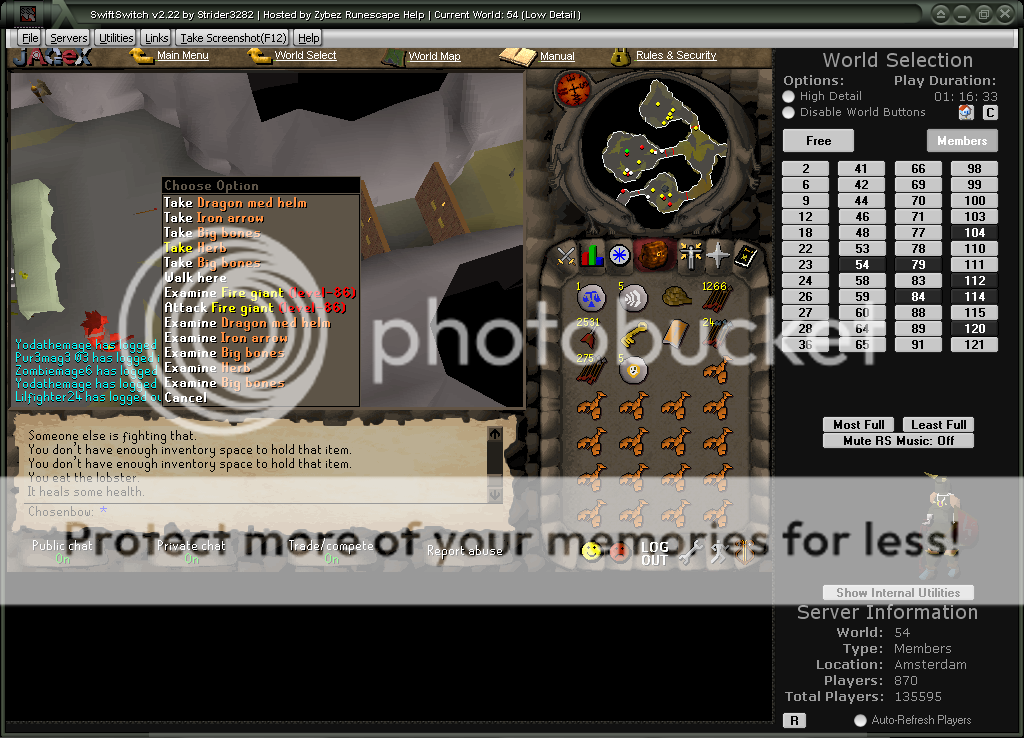 SwiftSwitch v2.22 by Strider3282 | Hosted by Zybez Runescape Help | Current World: 54 (Low Detail)
File Servers Utilities Links Take Screenshot(F12) Help
JAGEX Main Menu World Select World Map Manual Rules & Security
Choose Option
Take Dragon med helm
Take Iron arrow
Take Big bones
Take Herb
Take Big bones
Walk here
Examine Fire giant (level-86)
Attack Fire giant (level-86)
Examine Dragon med helm
Examine Iron arrow
Examine Big bones
Examine Herb
Examine Big bones
Cancel
Yodathemage has logged
Pur3mag3 03 has logged
Zombiemage6 has logged
Yodathemage has logged
Lilfighter24 has logged ou
Someone else is fighting that.
You don't have enough inventory space to hold that item.
You don't have enough inventory space to hold that item.
You eat the lobster.
It heals some health.
Chosenbow: *
Public chat
On
Private chat
On
Trade/compete
On
Report abuse
1 5 1266
2531 24
275 5
LOG
OUT
photobucket
Protect more of your memories for less!
World Selection
Options: Play Duration:
High Detail 01: 16: 33
Disable World Buttons C
Free Members
2 41 66 98
6 42 69 99
9 44 70 100
12 46 71 103
18 48 77 104
22 53 78 110
23 54 79 111
24 58 83 112
26 59 84 114
27 60 88 115
28 64 89 120
36 65 91 121
Most Full Least Full
Mute RS Music: Off
Show Internal Utilities
Server Information
World: 54
Type: Members
Location: Amsterdam
Players: 870
Total Players: 135595
R Auto-Refresh Players